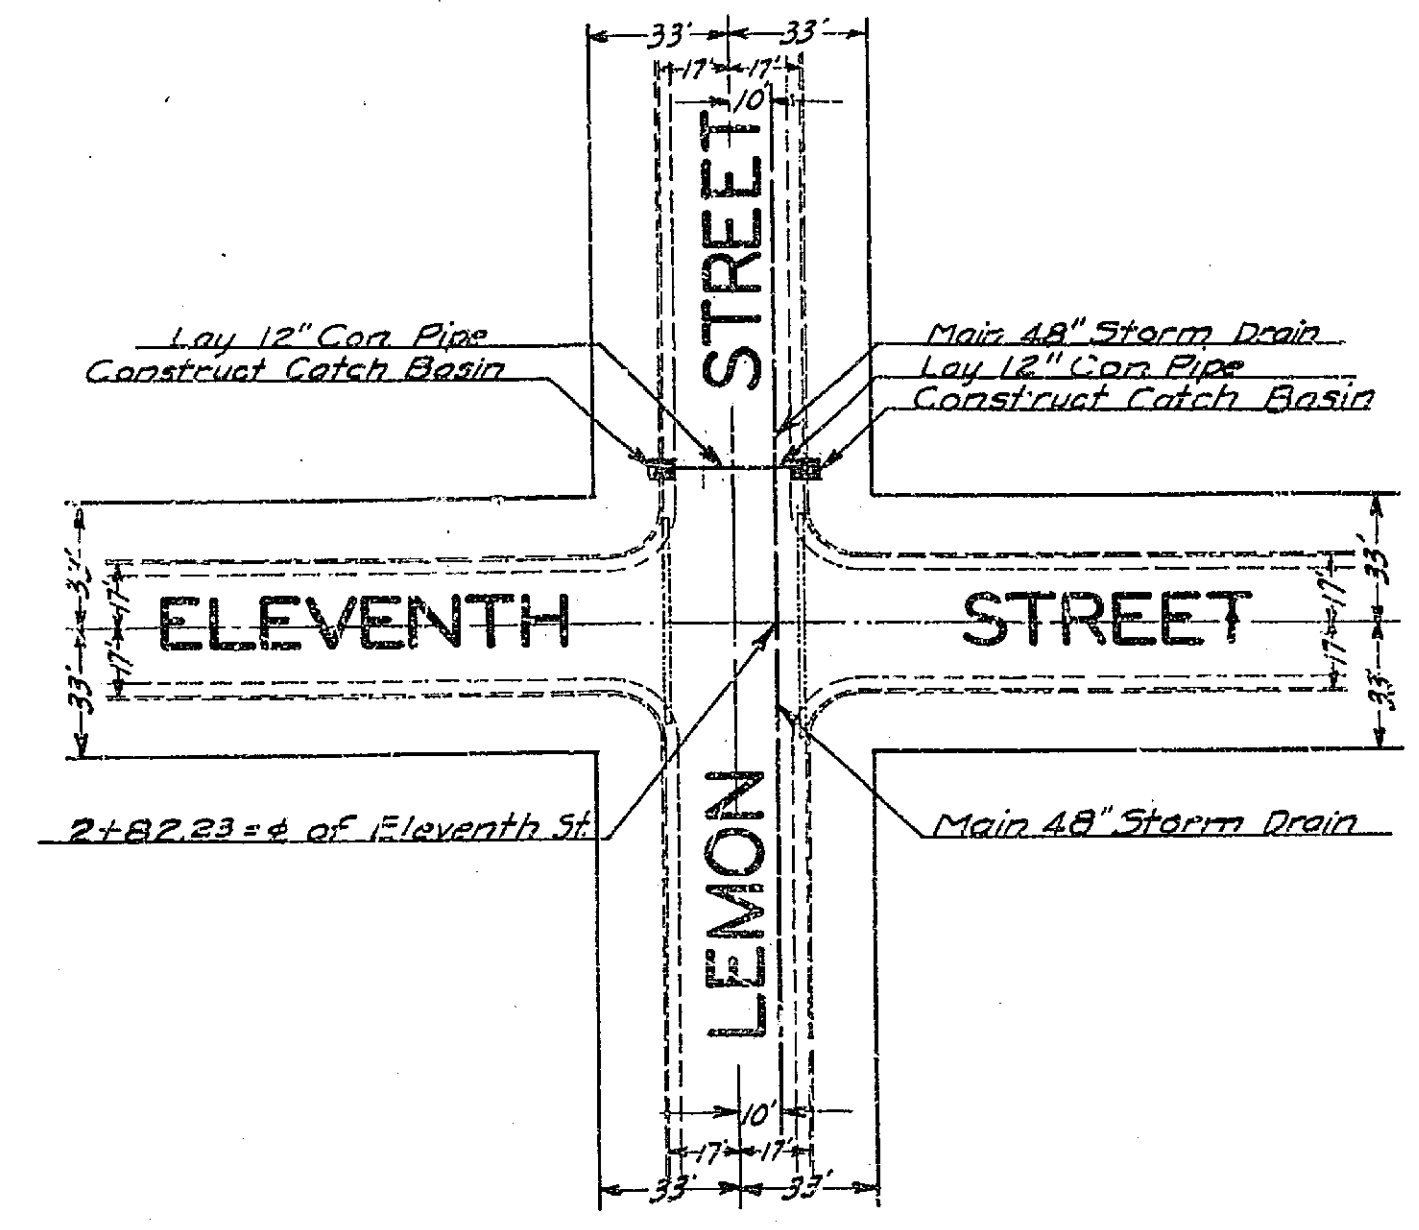 33' 33'
17' 17'
10'
STREET
Lay 12" Con. Pipe
Construct Catch Basin
Main 48" Storm Drain
Lay 12" Con. Pipe
Construct Catch Basin
33'
17'
ELEVENTH STREET
17'
33'
33'
17'
17'
33'
2+82.23 = ¢ of Eleventh St.
Main 48" Storm Drain
LEMON
10'
17' 17'
33' 33'